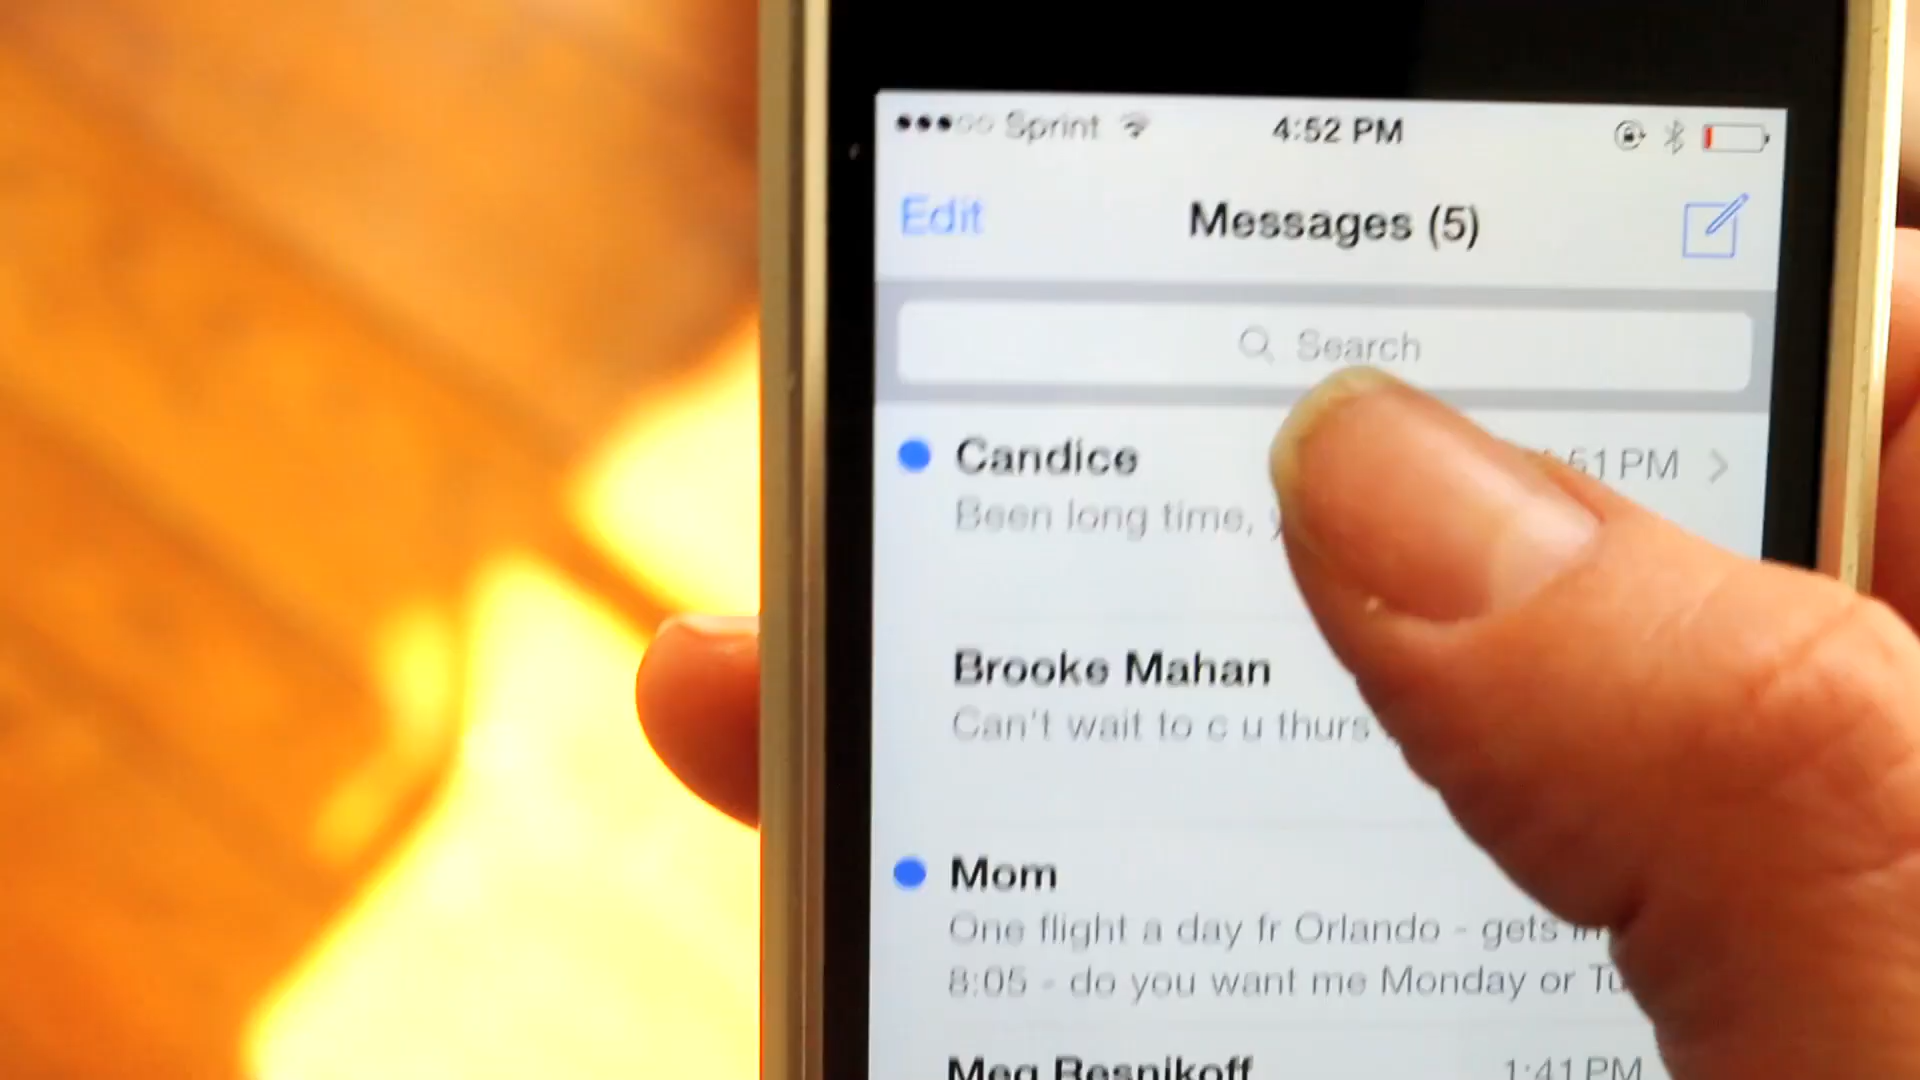 Sprint 4:52 PM
Edit Messages (5)
Search
Candice 51 PM
Been long time,
Brooke Mahan
Can't wait to c u thurs
Mom
One flight a day fr Orlando - gets
8:05 - do you want me Monday or
Meg Resnikoff 1:41 PM